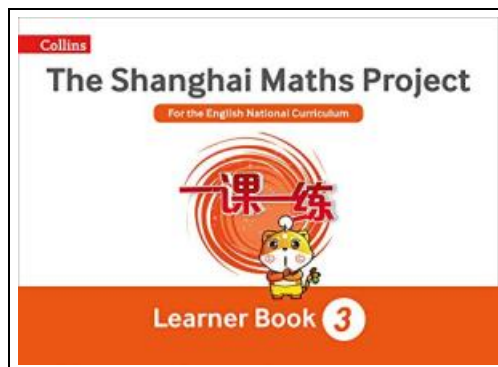 Collins
The Shanghai Maths Project
For the English National Curriculum
一课一练
Learner Book 3